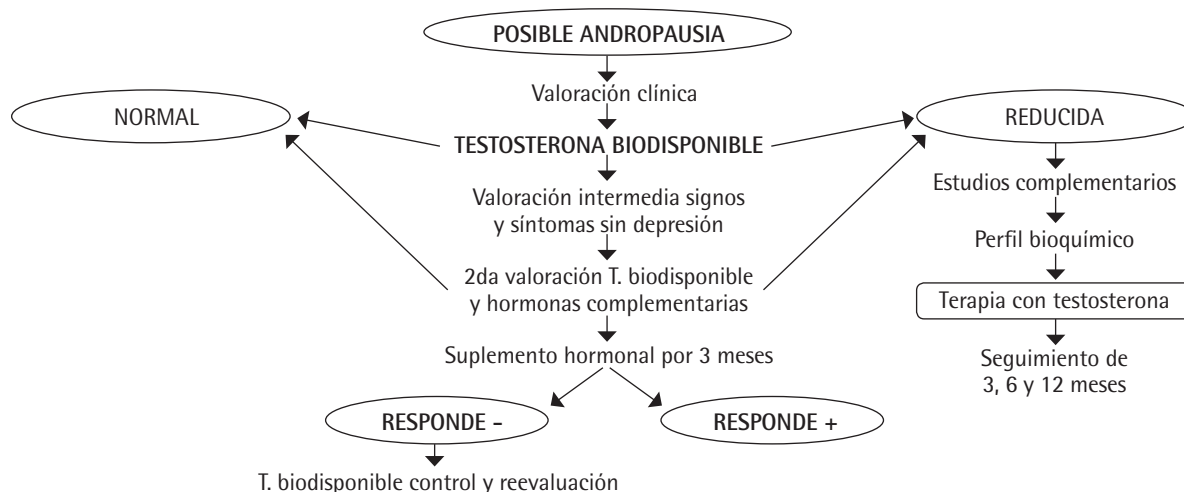 POSIBLE ANDROPAUSIA
Valoración clínica
NORMAL
REDUCIDA
TESTOSTERONA BIODISPONIBLE
Valoración intermedia signos
y síntomas sin depresión
Estudios complementarios
Perfil bioquímico
2da valoración T. biodisponible
y hormonas complementarias
Terapia con testosterona
Suplemento hormonal por 3 meses
Seguimiento de
3, 6 y 12 meses
RESPONDE -
RESPONDE +
T. biodisponible control y reevaluación